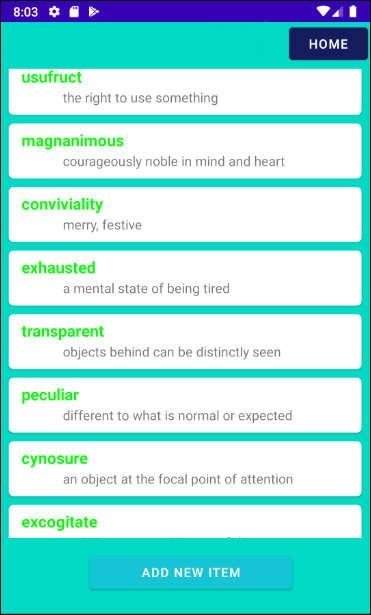 8:03
HOME
usufruct
the right to use something
magnanimous
courageously noble in mind and heart
conviviality
merry, festive
exhausted
a mental state of being tired
transparent
objects behind can be distinctly seen
peculiar
different to what is normal or expected
cynosure
an object at the focal point of attention
excogitate
ADD NEW ITEM